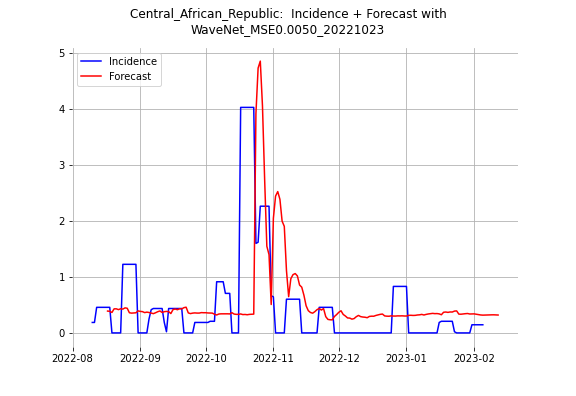 Central_African_Republic:  Incidence + Forecast with
WaveNet_MSE0.0050_20221023
Incidence
Forecast
5
4
3
2
1
0
2022-08 2022-09 2022-10 2022-11 2022-12 2023-01 2023-02